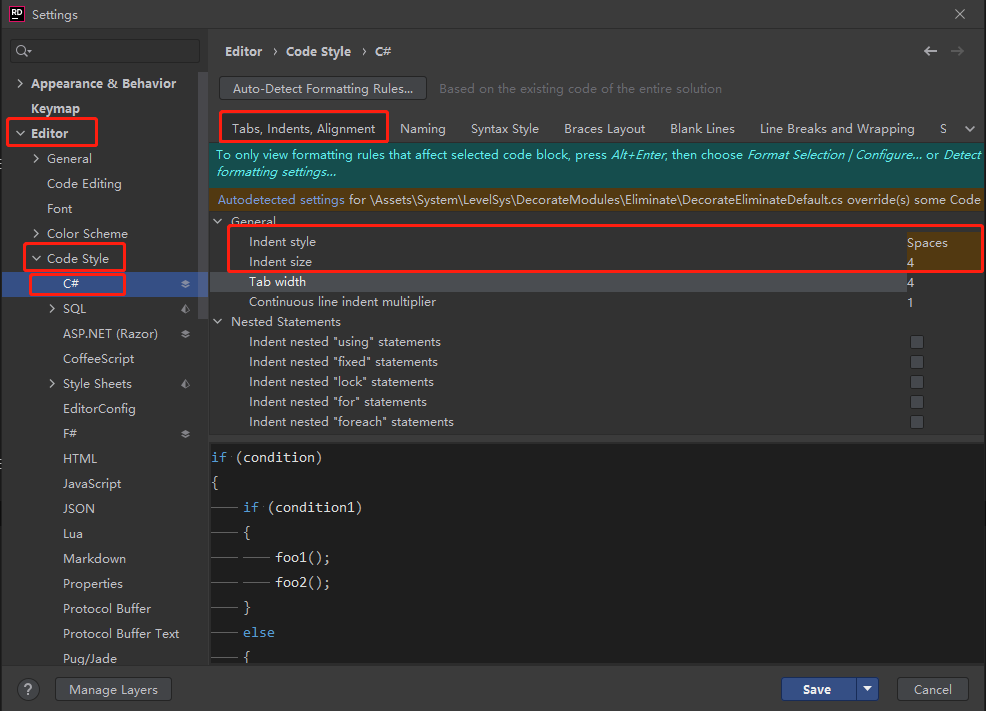 RD Settings
Appearance & Behavior
Keymap
Editor
General
Code Editing
Font
Color Scheme
Code Style
C#
SQL
ASP.NET (Razor)
CoffeeScript
Style Sheets
EditorConfig
F#
HTML
JavaScript
JSON
Lua
Markdown
Properties
Protocol Buffer
Protocol Buffer Text
Pug/Jade
Editor › Code Style › C#
Auto-Detect Formatting Rules... Based on the existing code of the entire solution
Tabs, Indents, Alignment Naming Syntax Style Braces Layout Blank Lines Line Breaks and Wrapping S
To only view formatting rules that affect selected code block, press Alt+Enter, then choose Format Selection | Configure... or Detect
formatting settings...
Autodetected settings for \Assets\System\LevelSys\DecorateModules\Eliminate\DecorateEliminateDefault.cs override(s) some Code
General
Indent style Spaces
Indent size 4
Tab width 4
Continuous line indent multiplier 1
Nested Statements
Indent nested "using" statements
Indent nested "fixed" statements
Indent nested "lock" statements
Indent nested "for" statements
Indent nested "foreach" statements
if (condition)
{
if (condition1)
{
foo1();
foo2();
}
else
{
? Manage Layers Save Cancel